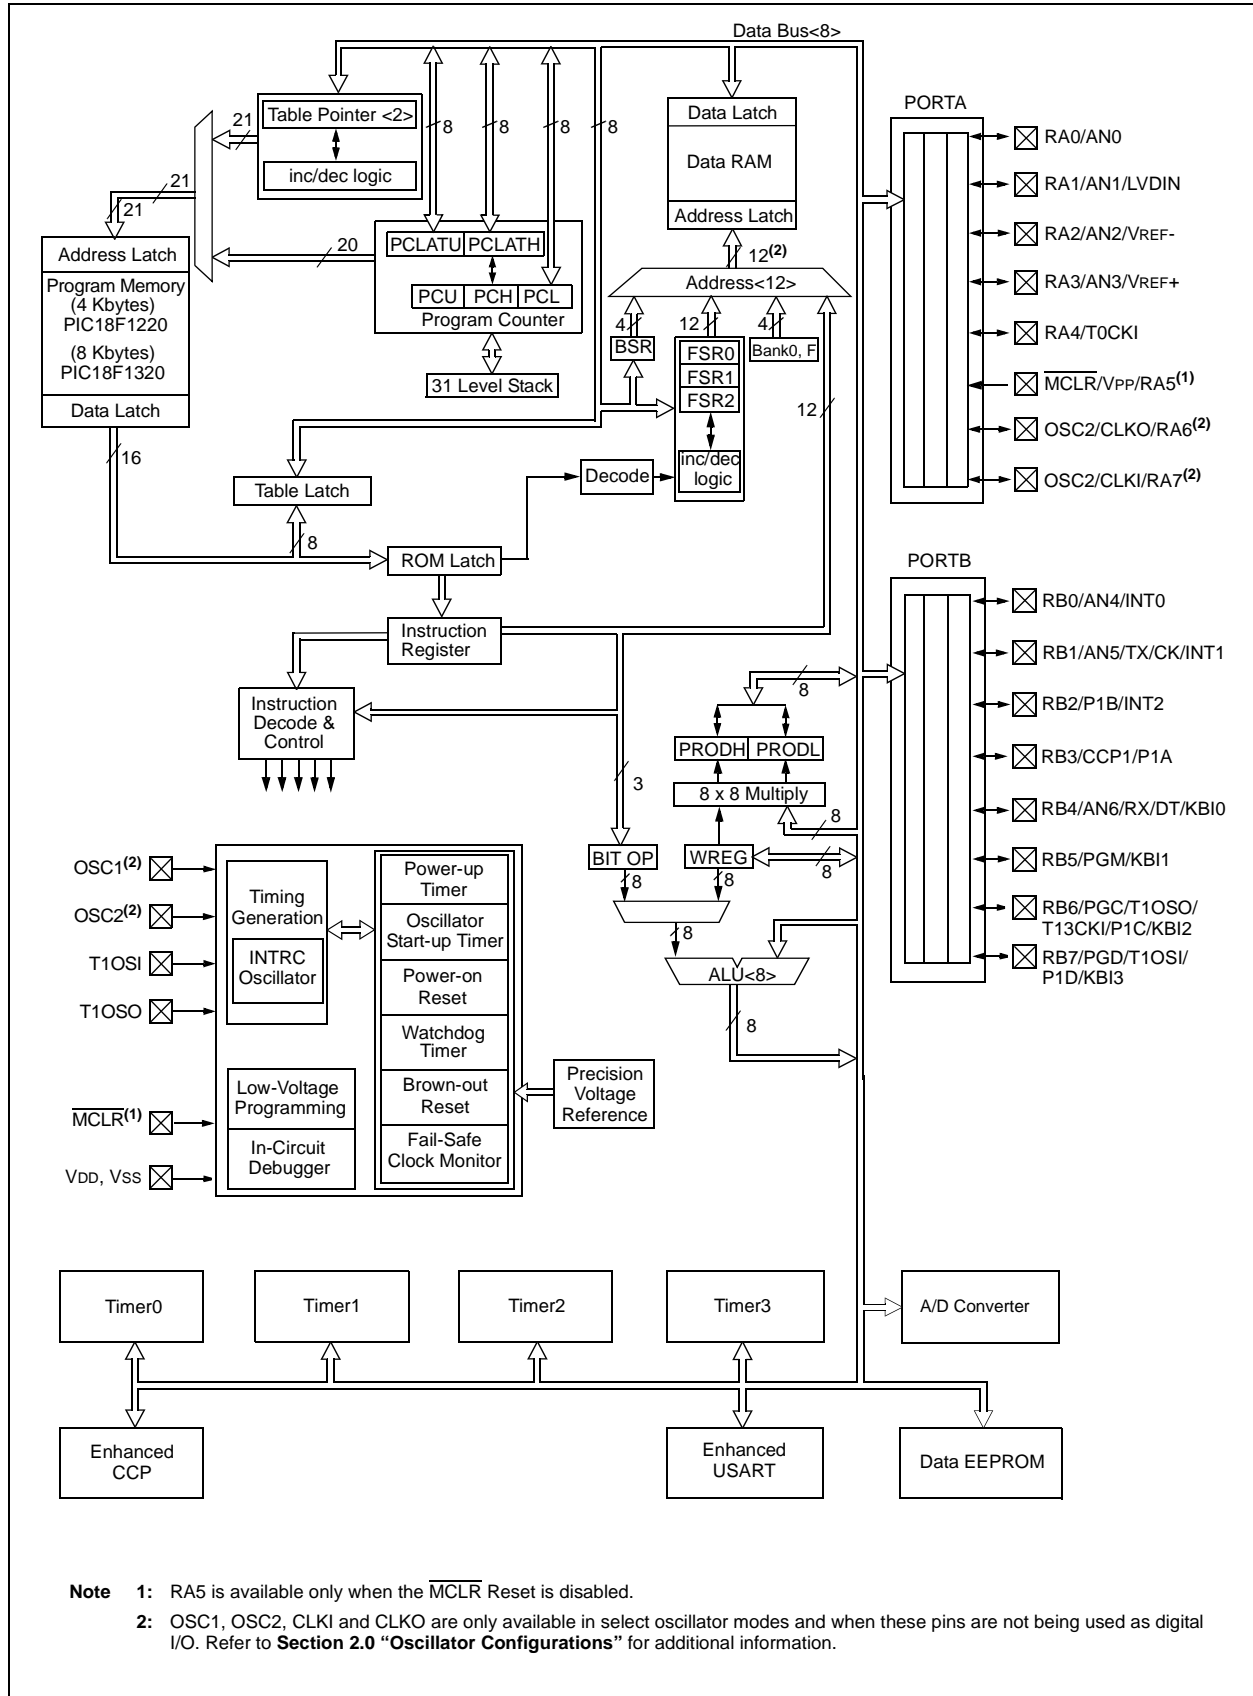 Data Bus<8>
Table Pointer <2>
inc/dec logic
21
21
21
20
8
8
8
8
Address Latch
Program Memory
(4 Kbytes)
PIC18F1220
(8 Kbytes)
PIC18F1320
Data Latch
16
PCLATU
PCLATH
PCU
PCH
PCL
Program Counter
31 Level Stack
Data Latch
Data RAM
Address Latch
12(2)
Address<12>
4
12
4
BSR
FSR0
FSR1
FSR2
inc/dec
logic
Bank0, F
12
Table Latch
8
Decode
ROM Latch
Instruction
Register
Instruction
Decode &
Control
8
PRODH
PRODL
3
8 x 8 Multiply
8
BIT OP
WREG
8
8
8
8
ALU<8>
8
PORTA
RA0/AN0
RA1/AN1/LVDIN
RA2/AN2/VREF-
RA3/AN3/VREF+
RA4/T0CKI
MCLR/VPP/RA5(1)
OSC2/CLKO/RA6(2)
OSC2/CLKI/RA7(2)
PORTB
RB0/AN4/INT0
RB1/AN5/TX/CK/INT1
RB2/P1B/INT2
RB3/CCP1/P1A
RB4/AN6/RX/DT/KBI0
RB5/PGM/KBI1
RB6/PGC/T1OSO/
T13CKI/P1C/KBI2
RB7/PGD/T1OSI/
P1D/KBI3
OSC1(2)
OSC2(2)
T1OSI
T1OSO
MCLR(1)
VDD, VSS
Timing
Generation
INTRC
Oscillator
Low-Voltage
Programming
In-Circuit
Debugger
Power-up
Timer
Oscillator
Start-up Timer
Power-on
Reset
Watchdog
Timer
Brown-out
Reset
Fail-Safe
Clock Monitor
Precision
Voltage
Reference
Timer0
Timer1
Timer2
Timer3
A/D Converter
Enhanced
CCP
Enhanced
USART
Data EEPROM
Note 1: RA5 is available only when the MCLR Reset is disabled.
2: OSC1, OSC2, CLKI and CLKO are only available in select oscillator modes and when these pins are not being used as digital
I/O. Refer to Section 2.0 “Oscillator Configurations” for additional information.